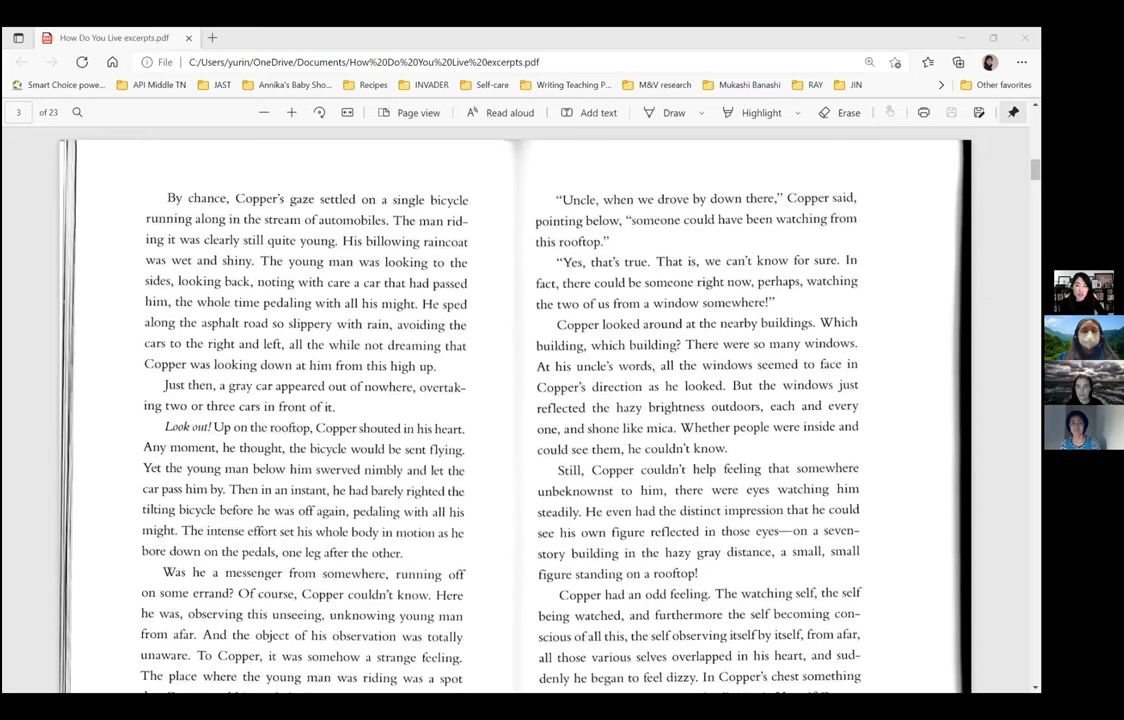 How Do You Live excerpts.pdf
File
C:/Users/yurin/OneDrive/Documents/How%20Do%20You%20Live%20excerpts.pdf
Smart Choice powe...
API Middle TN
JAST
Annika's Baby Sho...
Recipes
INVADER
Self-care
Writing Teaching P...
M&V research
Mukashi Banashi
RAY
JIN
Other favorites
3 of 23
Page view
Read aloud
Add text
Draw
Highlight
Erase
By chance, Copper's gaze settled on a single bicycle
running along in the stream of automobiles. The man rid-
ing it was clearly still quite young. His billowing raincoat
was wet and shiny. The young man was looking to the
sides, looking back, noting with care a car that had passed
him, the whole time pedaling with all his might. He sped
along the asphalt road so slippery with rain, avoiding the
cars to the right and left, all the while not dreaming that
Copper was looking down at him from this high up.
Just then, a gray car appeared out of nowhere, overtak-
ing two or three cars in front of it.
Look out! Up on the rooftop, Copper shouted in his heart.
Any moment, he thought, the bicycle would be sent flying.
Yet the young man below him swerved nimbly and let the
car pass him by. Then in an instant, he had barely righted the
tilting bicycle before he was off again, pedaling with all his
might. The intense effort set his whole body in motion as he
bore down on the pedals, one leg after the other.
Was he a messenger from somewhere, running off
on some errand? Of course, Copper couldn't know. Here
he was, observing this unseeing, unknowing young man
from afar. And the object of his observation was totally
unaware. To Copper, it was somehow a strange feeling.
The place where the young man was riding was a spot
"Uncle, when we drove by down there," Copper said,
pointing below, "someone could have been watching from
this rooftop."
"Yes, that's true. That is, we can't know for sure. In
fact, there could be someone right now, perhaps, watching
the two of us from a window somewhere!"
Copper looked around at the nearby buildings. Which
building, which building? There were so many windows.
At his uncle's words, all the windows seemed to face in
Copper's direction as he looked. But the windows just
reflected the hazy brightness outdoors, each and every
one, and shone like mica. Whether people were inside and
could see them, he couldn't know.
Still, Copper couldn't help feeling that somewhere
unbeknownst to him, there were eyes watching him
steadily. He even had the distinct impression that he could
see his own figure reflected in those eyes—on a seven-
story building in the hazy gray distance, a small, small
figure standing on a rooftop!
Copper had an odd feeling. The watching self, the self
being watched, and furthermore the self becoming con-
scious of all this, the self observing itself by itself, from afar,
all those various selves overlapped in his heart, and sud-
denly he began to feel dizzy. In Copper's chest something